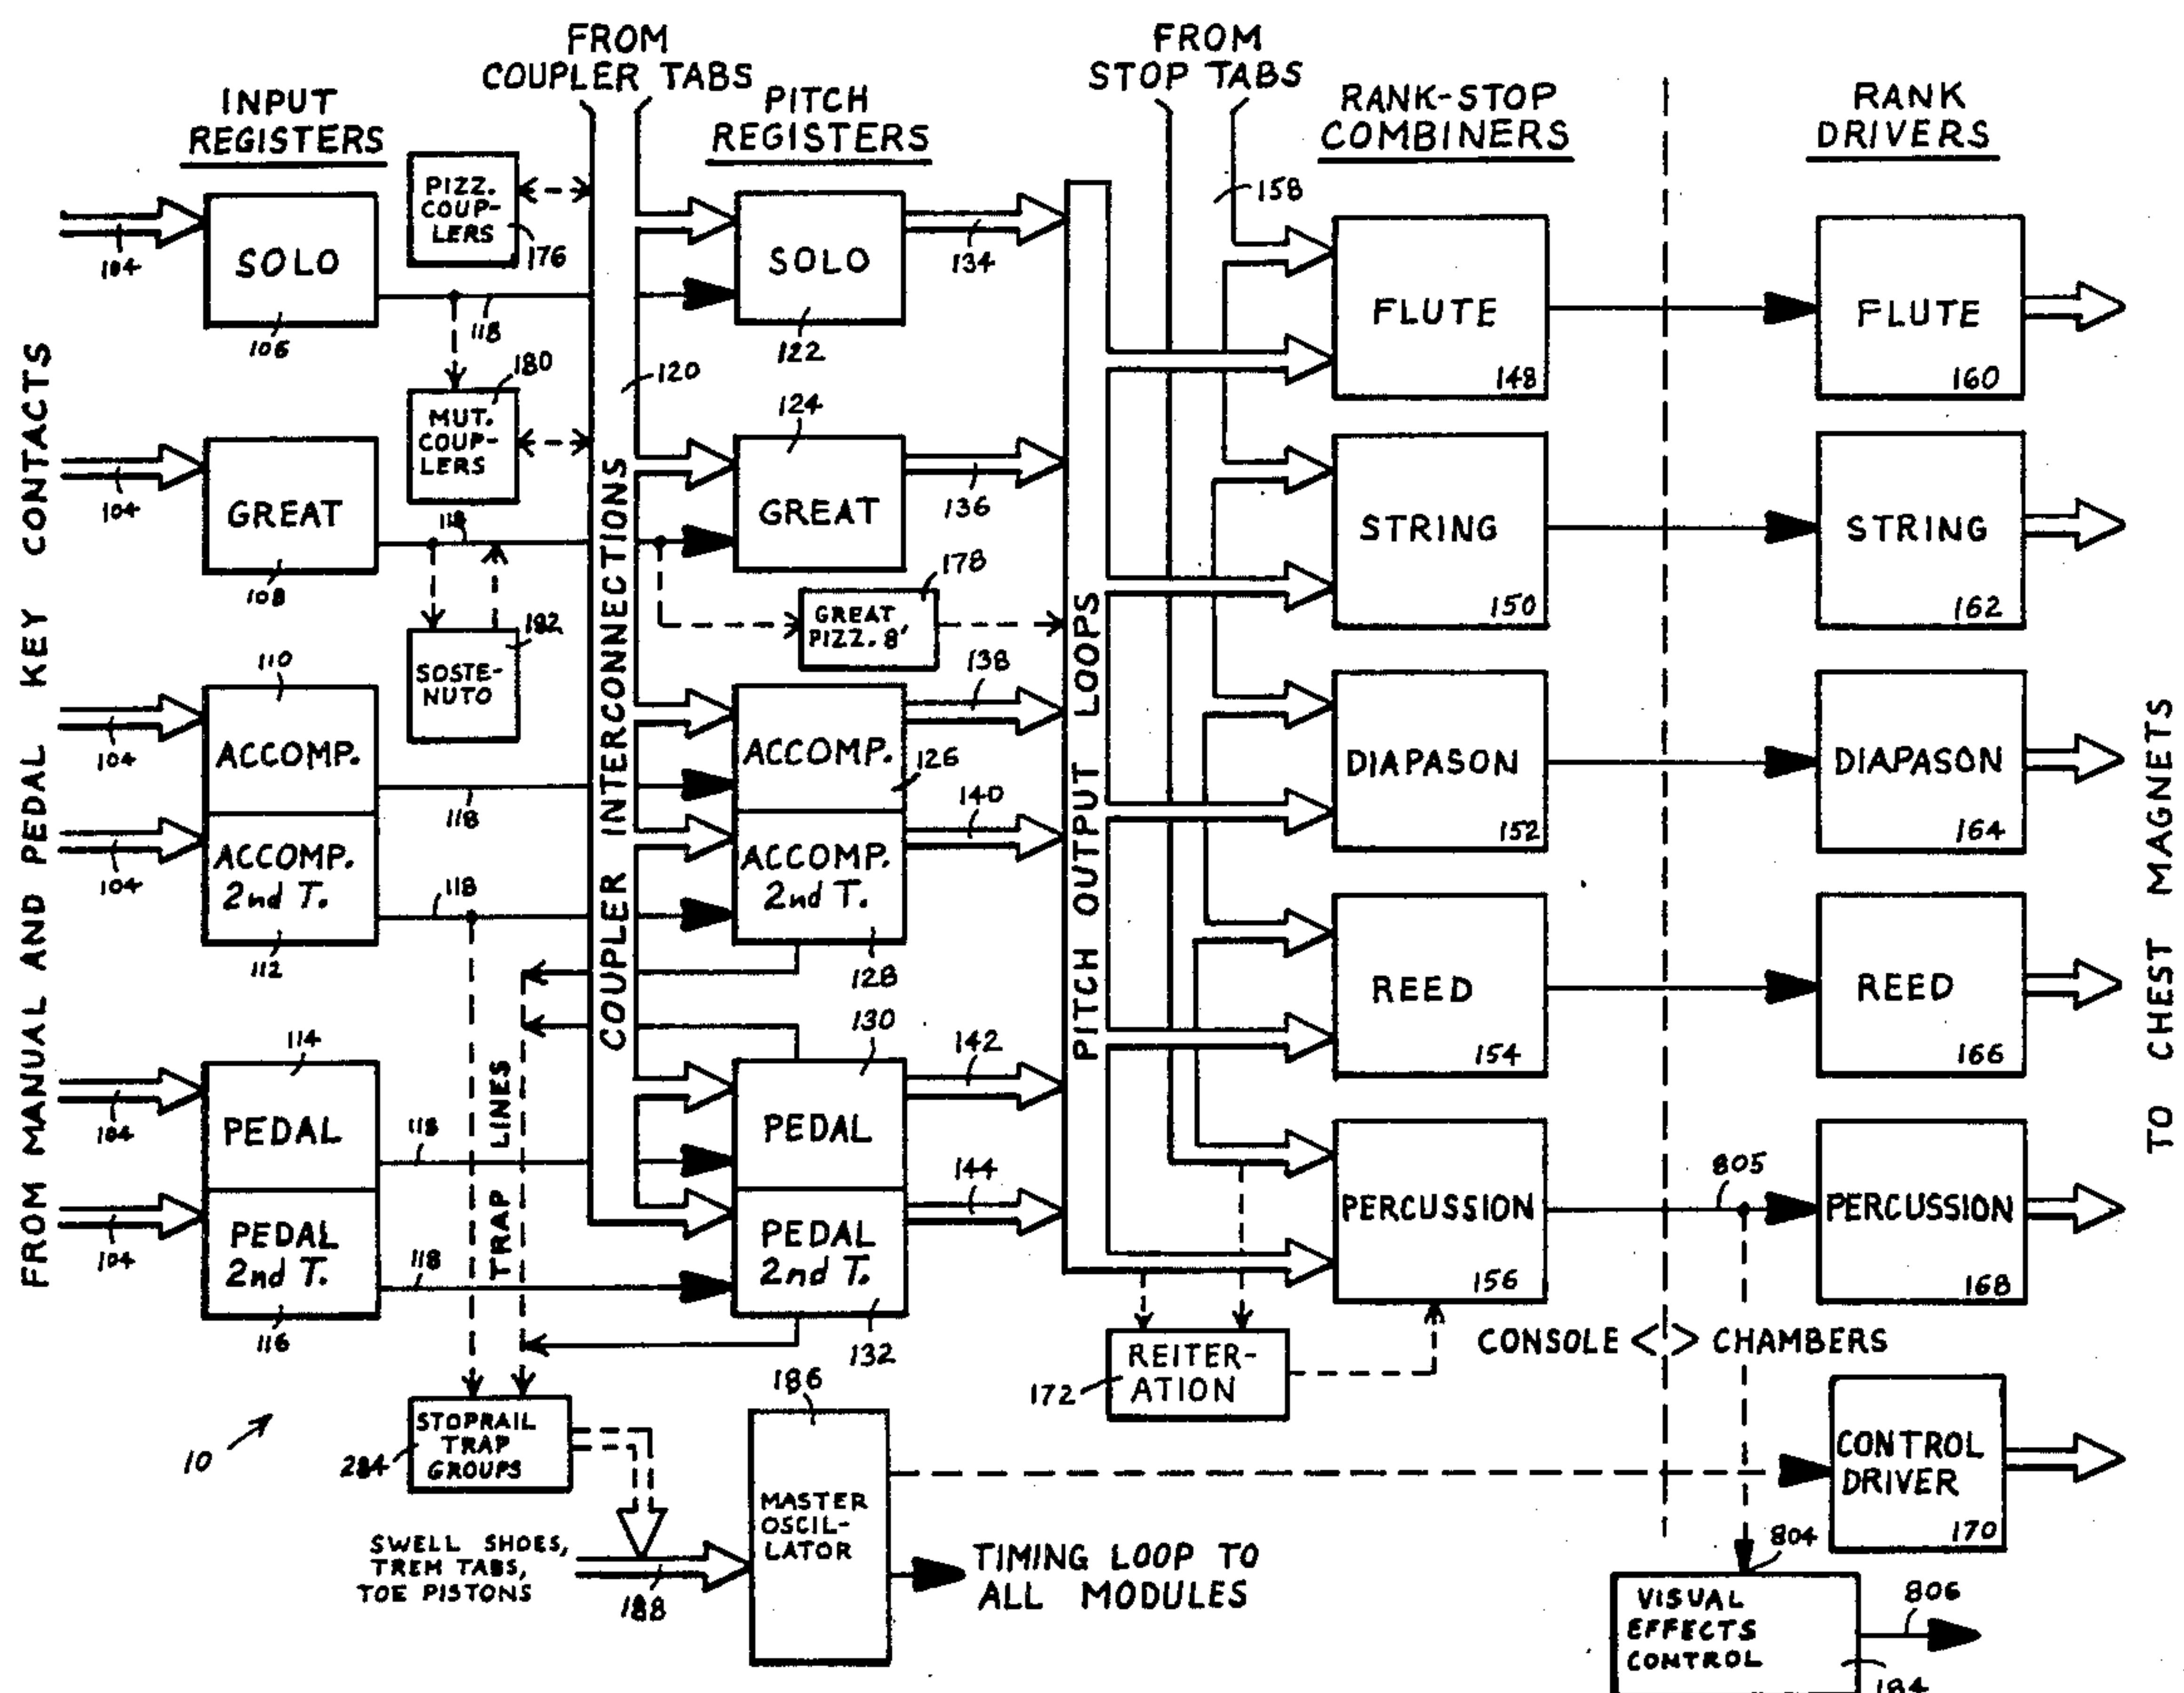 FROM
COUPLER TABS
FROM
STOP TABS
INPUT
REGISTERS
PITCH
REGISTERS
RANK-STOP
COMBINERS
RANK
DRIVERS
FROM MANUAL AND PEDAL KEY CONTACTS
104
SOLO
106
PIZZ.
COUP-
LERS
176
118
180
MUT.
COUP-
LERS
120
SOLO
122
134
158
FLUTE
148
FLUTE
160
104
GREAT
108
118
182
SOSTE-
NUTO
124
GREAT
136
178
GREAT
PIZZ. 8'
STRING
150
STRING
162
COUPLER INTERCONNECTIONS
PITCH OUTPUT LOOPS
110
104
ACCOMP.
118
104
ACCOMP.
2nd T.
118
112
138
ACCOMP.
126
140
ACCOMP.
2nd T.
128
DIAPASON
152
DIAPASON
164
REED
154
REED
166
TO CHEST MAGNETS
114
104
PEDAL
118
104
PEDAL
2nd T.
118
116
TRAP LINES
130
142
PEDAL
144
PEDAL
2nd T.
132
PERCUSSION
156
805
PERCUSSION
168
CONSOLE <> CHAMBERS
172
REITER-
ATION
10
284
STOPRAIL
TRAP
GROUPS
186
MASTER
OSCIL-
LATOR
SWELL SHOES,
TREM TABS,
TOE PISTONS
188
TIMING LOOP TO
ALL MODULES
CONTROL
DRIVER
170
804
VISUAL
EFFECTS
CONTROL
806
184